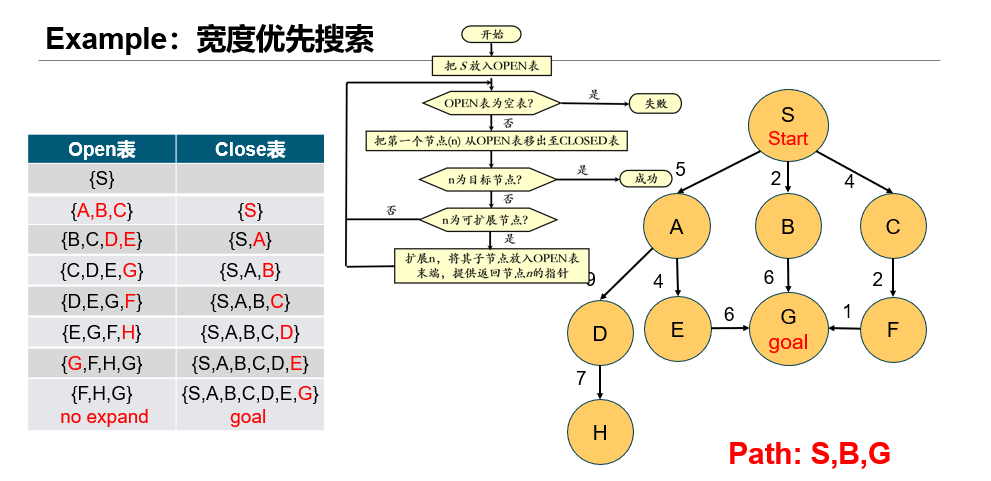 Example：宽度优先搜索
开始
把 S 放入OPEN表
OPEN表为空表?
是
失败
否
把第一个节点(n) 从OPEN表移出至CLOSED表
n为目标节点?
是
成功
否
n为可扩展节点?
否
是
扩展n，将其子节点放入OPEN表
末端，提供返回节点n的指针
Open表 Close表
{S}
{A,B,C} {S}
{B,C,D,E} {S,A}
{C,D,E,G} {S,A,B}
{D,E,G,F} {S,A,B,C}
{E,G,F,H} {S,A,B,C,D}
{G,F,H,G} {S,A,B,C,D,E}
{F,H,G} {S,A,B,C,D,E,G}
no expand goal
S
Start
5 2 4
A B C
9 4 6 2
D E 6 G 1 F
goal
7
H
Path: S,B,G